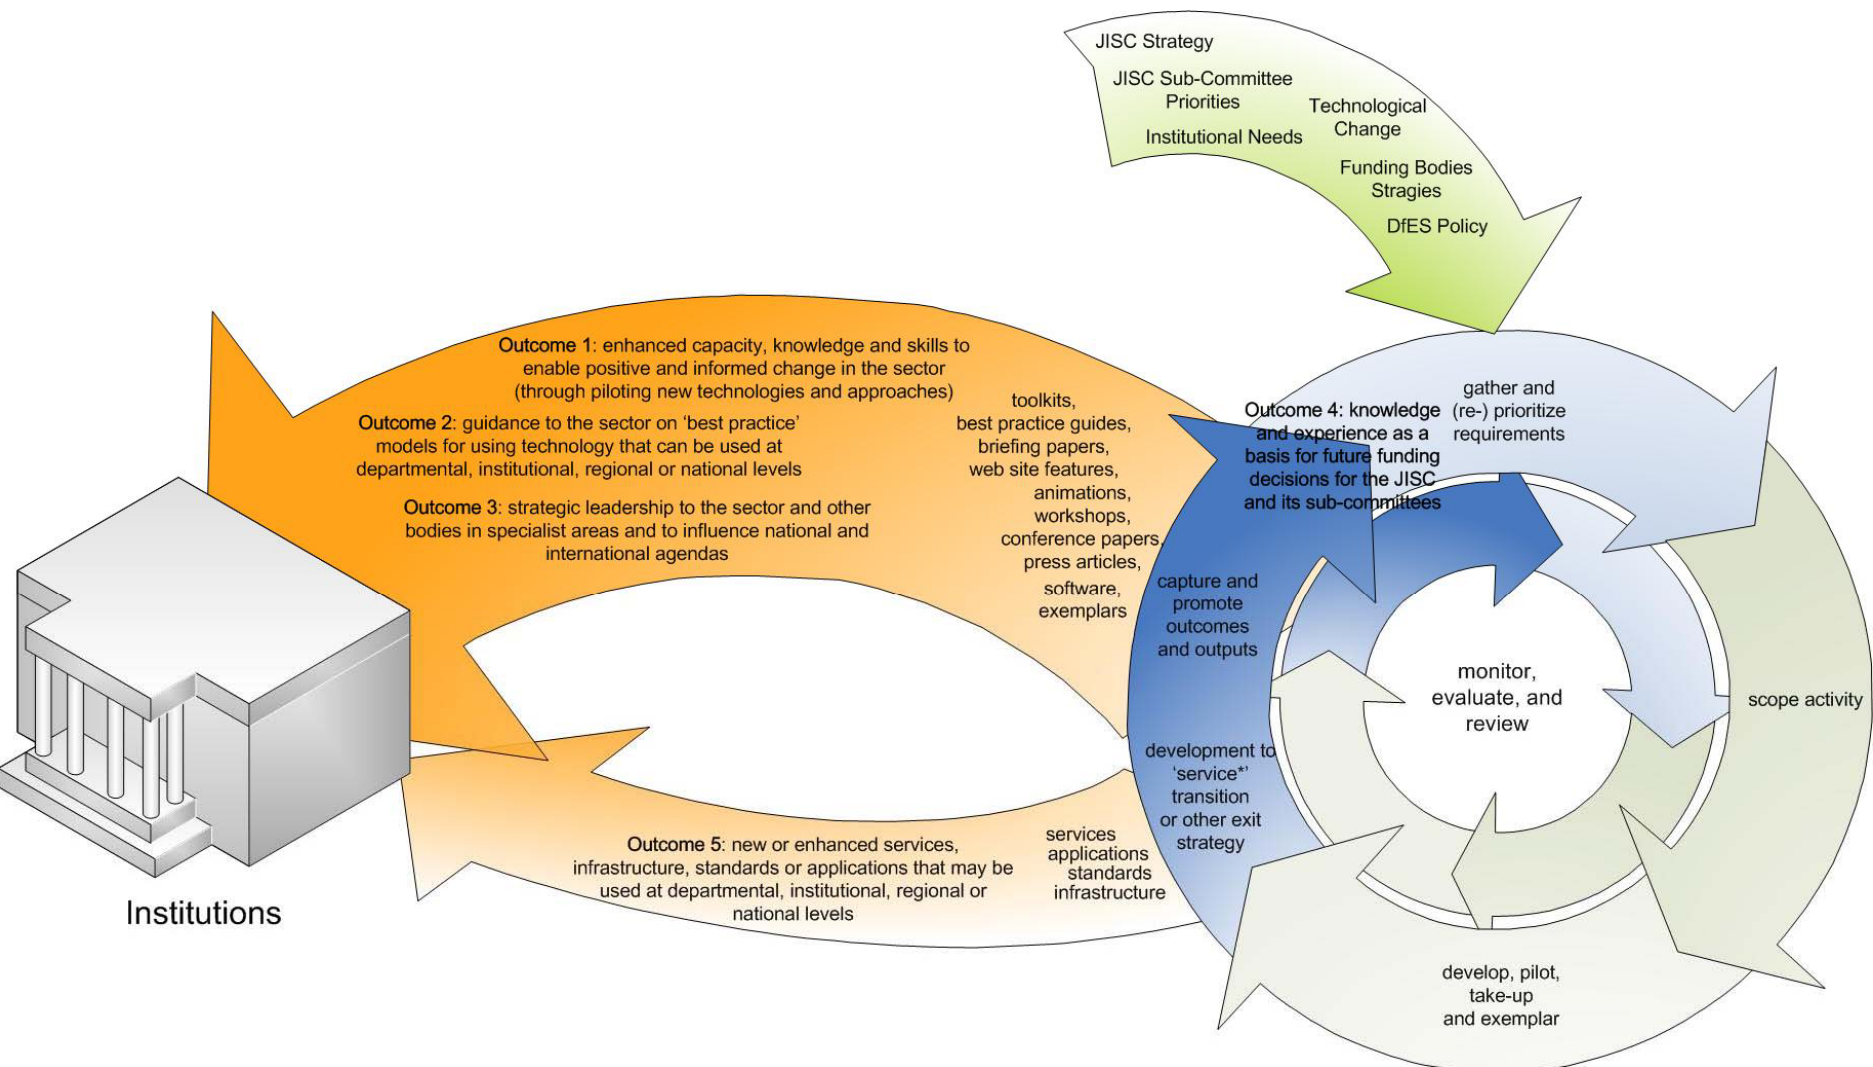 JISC Strategy
JISC Sub-Committee
Priorities
Institutional Needs
Technological
Change
Funding Bodies
Stragies
DfES Policy
Outcome 1: enhanced capacity, knowledge and skills to
enable positive and informed change in the sector
(through piloting new technologies and approaches)
Outcome 2: guidance to the sector on ‘best practice’
models for using technology that can be used at
departmental, institutional, regional or national levels
Outcome 3: strategic leadership to the sector and other
bodies in specialist areas and to influence national and
international agendas
toolkits,
best practice guides,
briefing papers,
web site features,
animations,
workshops,
conference papers,
press articles,
software,
exemplars
Outcome 4: knowledge
and experience as a
basis for future funding
decisions for the JISC
and its sub-committees
gather and
(re-) prioritize
requirements
capture and
promote
outcomes
and outputs
monitor,
evaluate, and
review
scope activity
development to
‘service*’
transition
or other exit
strategy
Outcome 5: new or enhanced services,
infrastructure, standards or applications that may be
used at departmental, institutional, regional or
national levels
services
applications
standards
infrastructure
Institutions
develop, pilot,
take-up
and exemplar